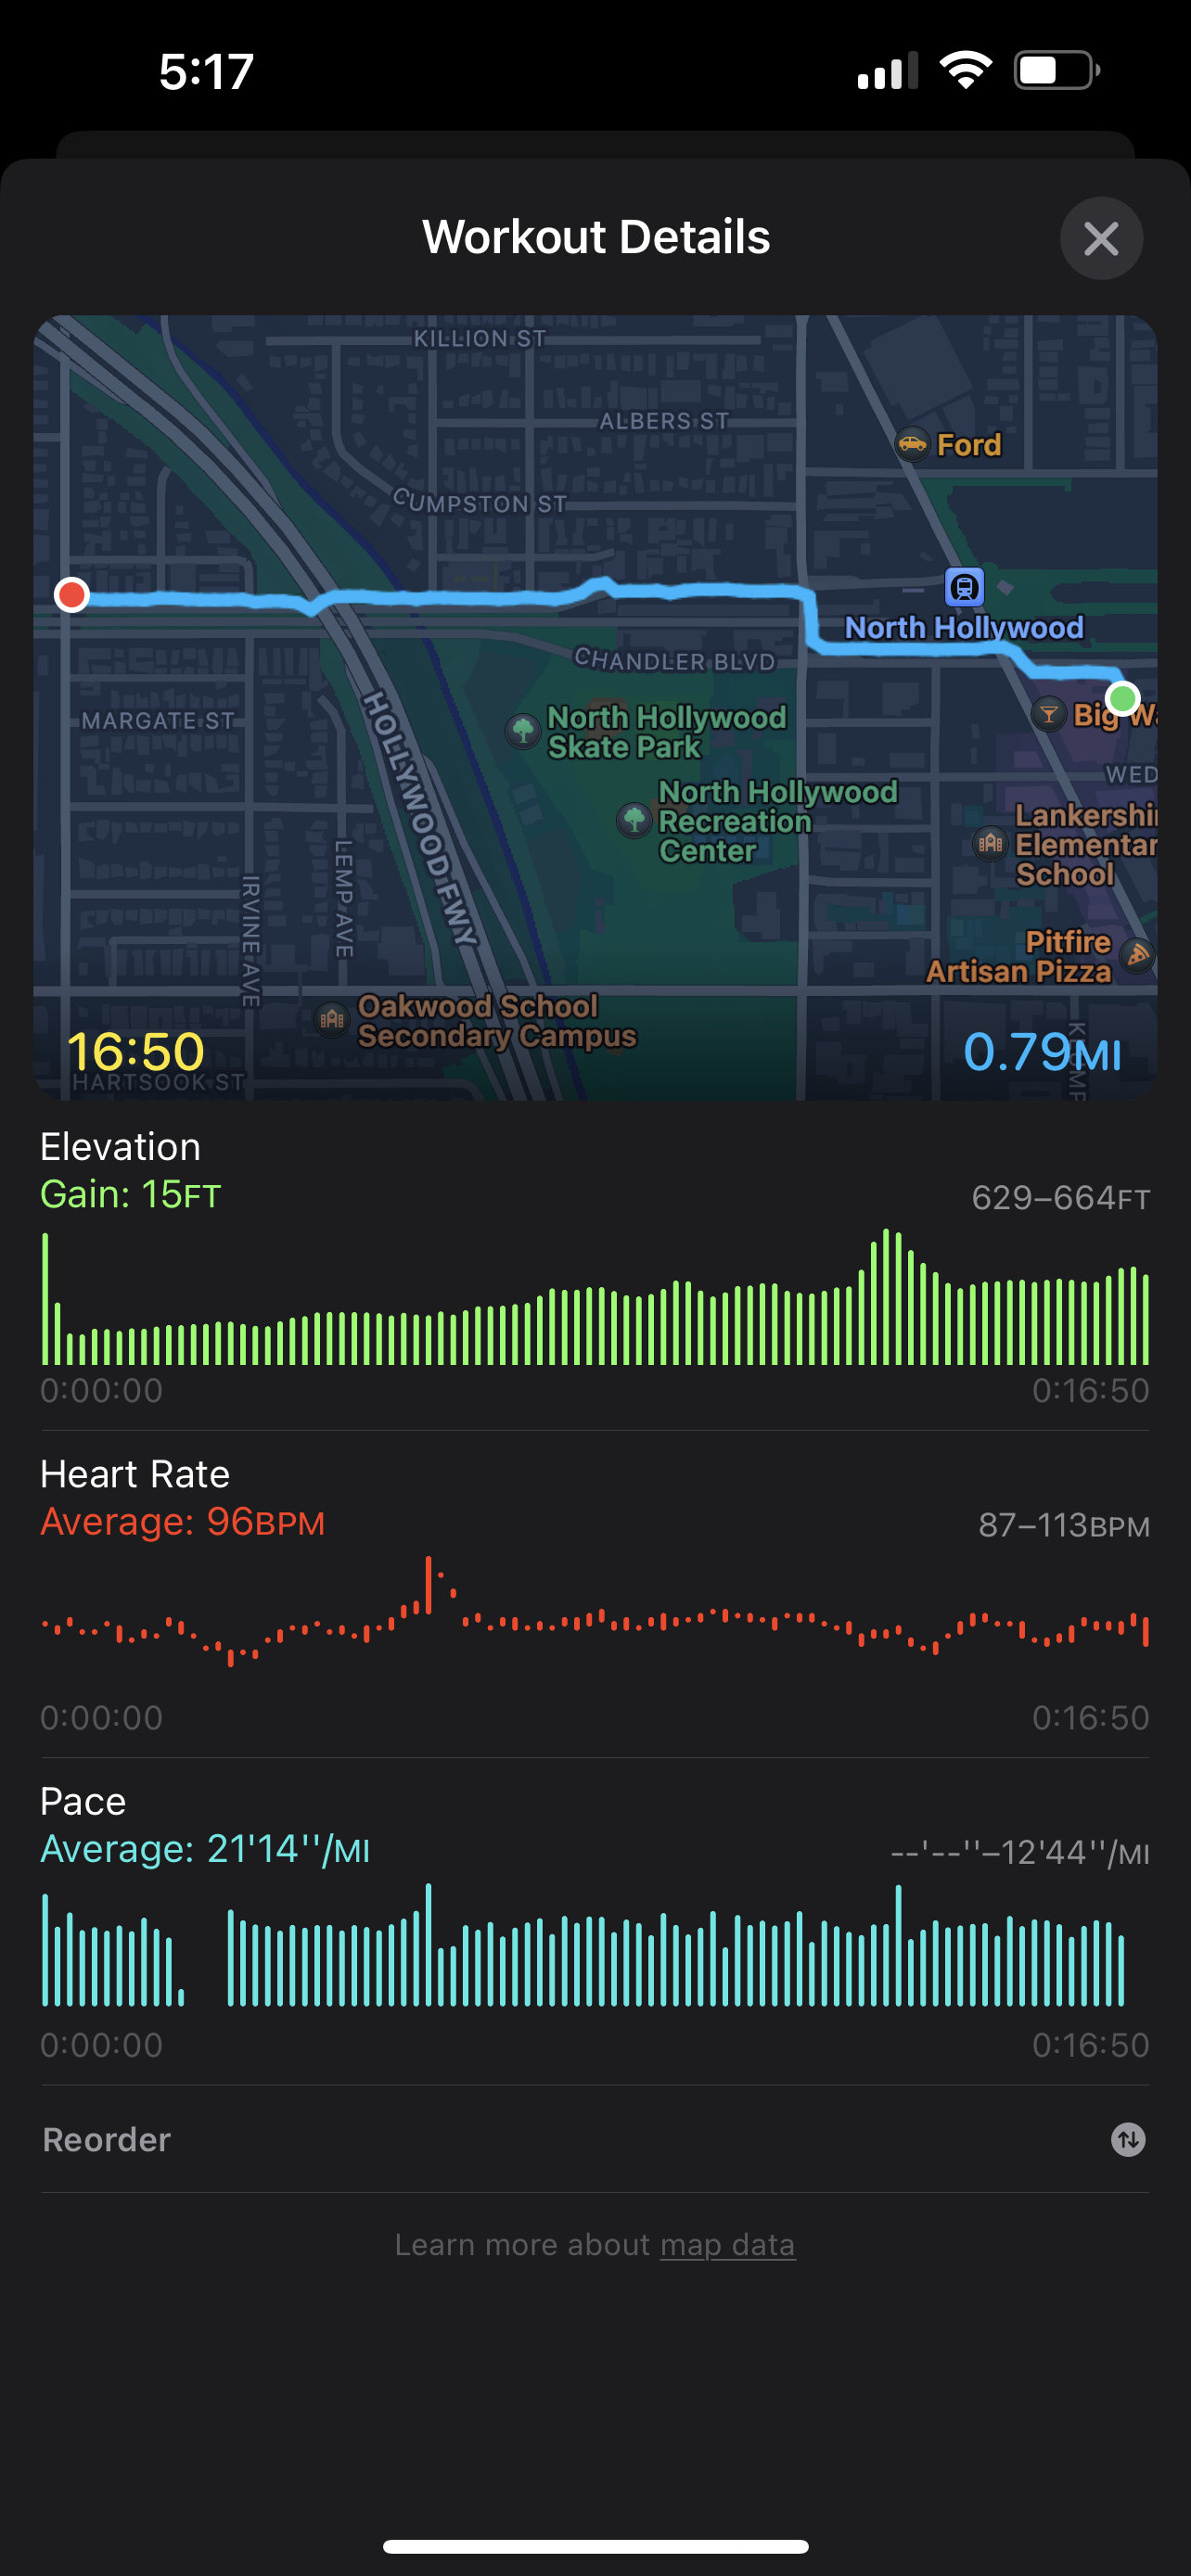 5:17
Workout Details
KILLION ST
ALBERS ST
Ford
CUMPSTON ST
North Hollywood
CHANDLER BLVD
MARGATE ST
North Hollywood
Skate Park
Big Wa
HOLLYWOOD FWY
WED
North Hollywood
Recreation
Center
Lankershi
Elementar
School
LEMP AVE
IRVINE AVE
Pitfire
Artisan Pizza
Oakwood School
Secondary Campus
16:50
0.79MI
HARTSOOK ST
KLUMP
Elevation
Gain: 15FT
629–664FT
0:00:00
0:16:50
Heart Rate
Average: 96BPM
87–113BPM
0:00:00
0:16:50
Pace
Average: 21'14''/MI
--'--''–12'44''/MI
0:00:00
0:16:50
Reorder
Learn more about map data